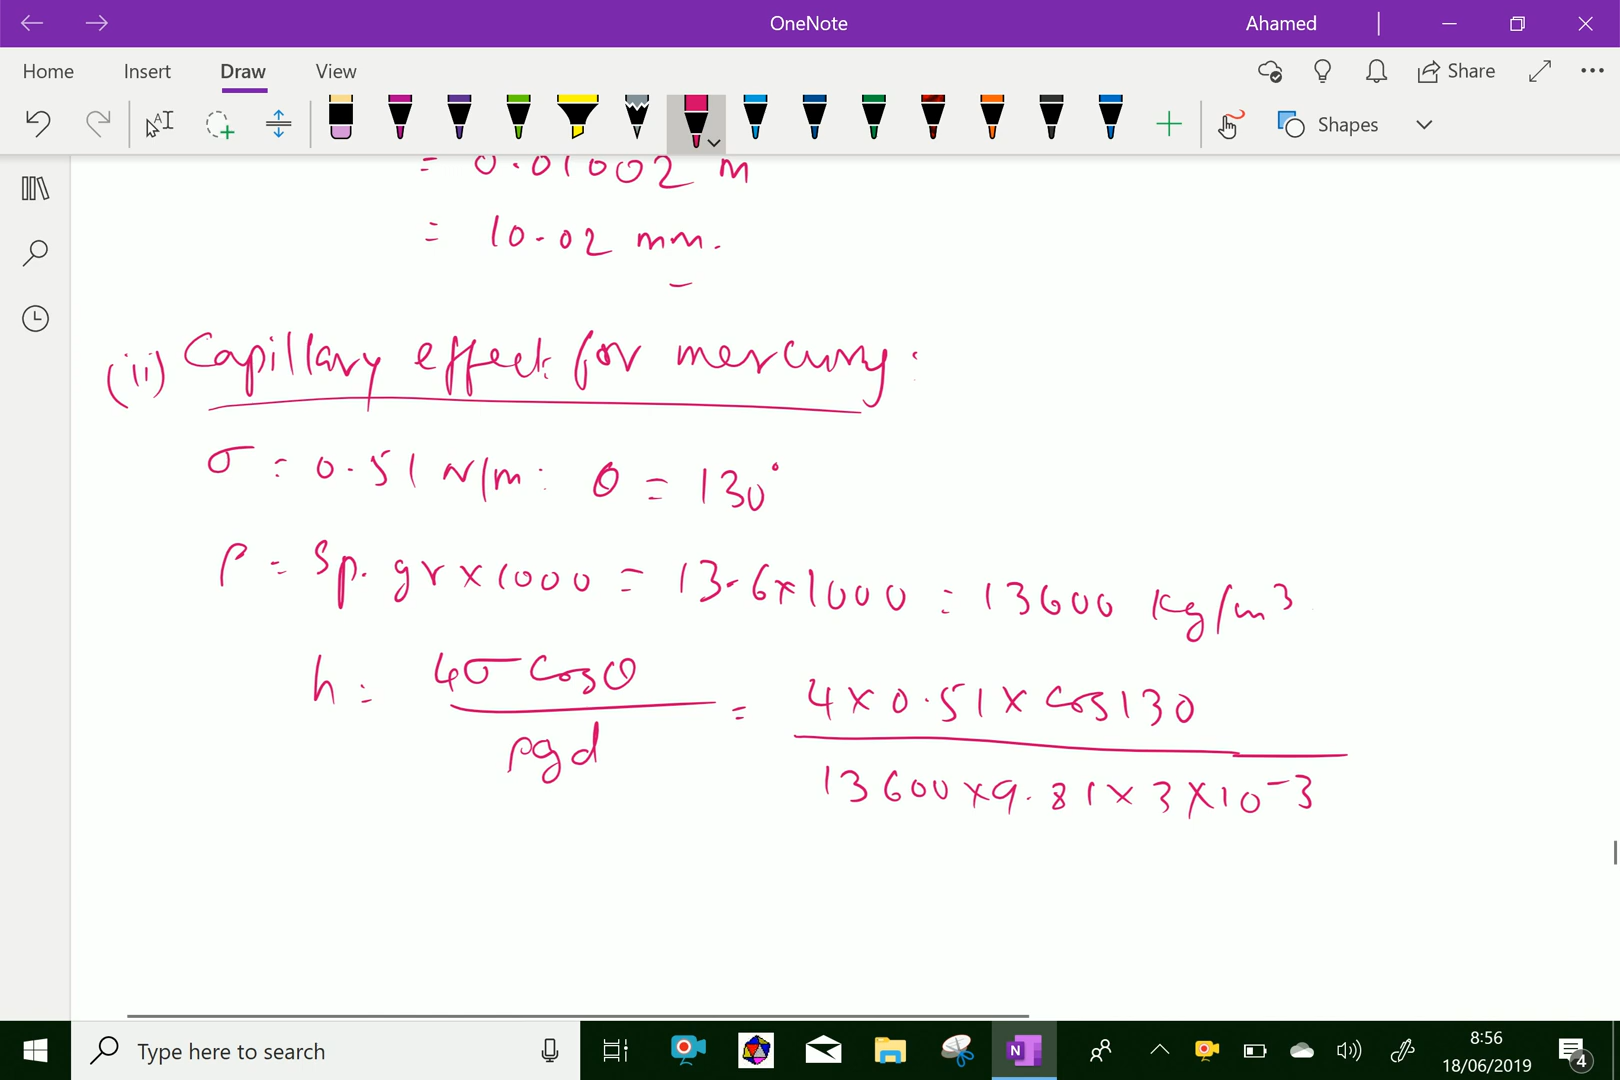 OneNote
Ahamed
Home Insert Draw View
Share
Shapes
= 0.01002 m
= 10.02 mm.
(ii) Capillary effect for mercury:
σ = 0.51 N/m: θ = 130°
ρ = Sp. gr x 1000 = 13.6 x 1000 = 13600 kg/m³
h = 4σ cosθ / ρgd = 4 x 0.51 x cos130 / 13600 x 9.81 x 3 x 10⁻³
Type here to search
N
8:56
18/06/2019
4